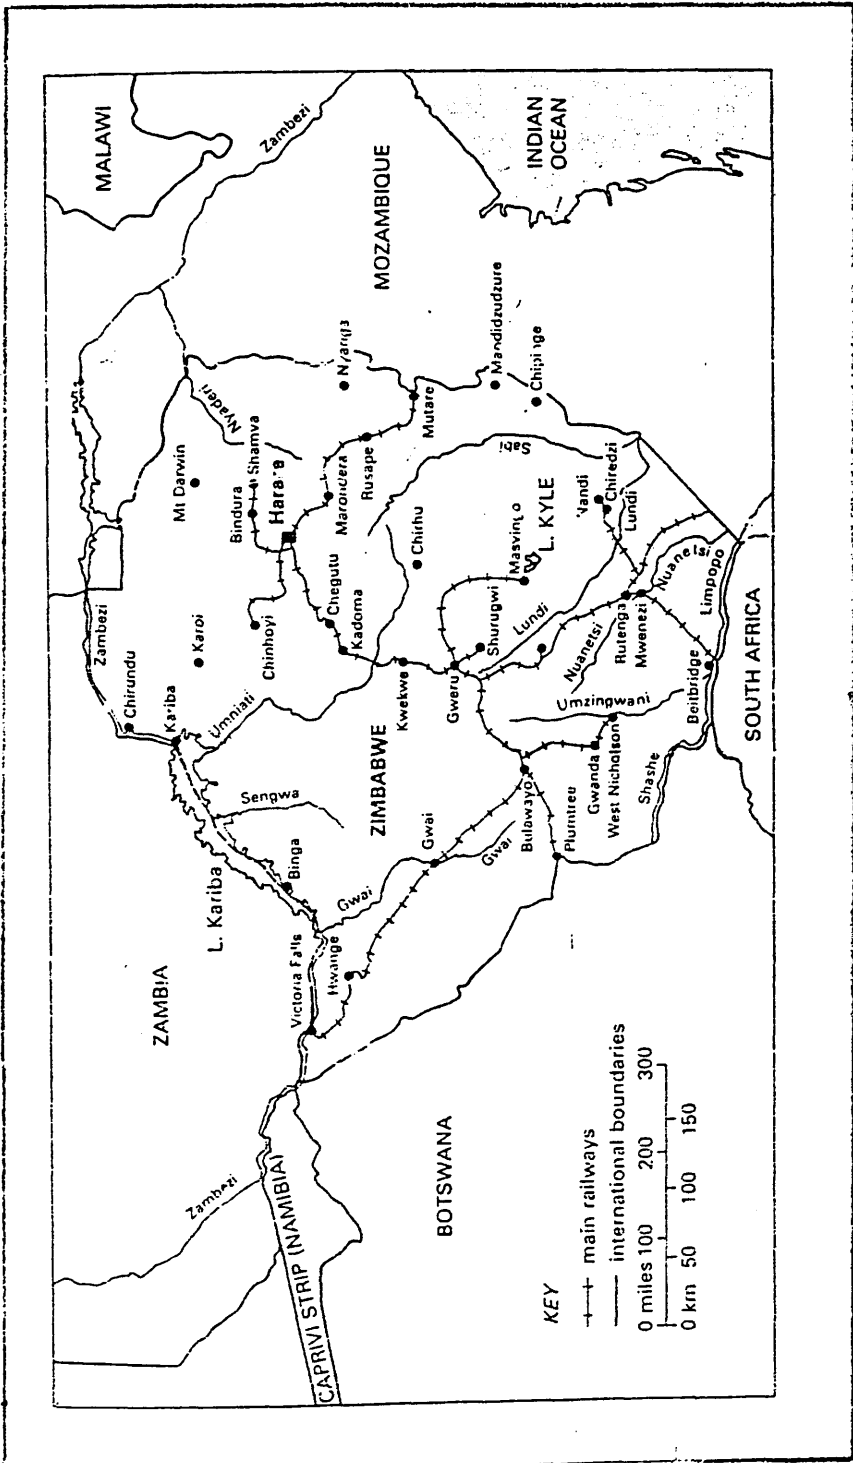 MALAWI
Zambezi
MOZAMBIQUE
INDIAN
OCEAN
ZAMBIA
Zambezi
Chirundu
Kariba
Karoi
Mt Darwin
Nyaderi
Bindura
Shamva
Harare
Marondera
Rusape
Mutare
Mandidzudzure
Chipinge
Sabi
Chinhoyi
Chegutu
Kadoma
Chirhu
Umniati
Sengwa
L. Kariba
Binga
Victoria Falls
Hwange
Gwai
Gwai
Gwai
ZIMBABWE
Kwekwe
Gweru
Shurugwi
Masvingo
L. KYLE
Nandi
Chiredzi
Lundi
Lundi
Nuanetsi
Rutenga
Mwenezi
Nuanetsi
Limpopo
Bulawayo
Plumtree
Gwanda
West Nicholson
Umzingwani
Shashe
Beitbridge
SOUTH AFRICA
Zambezi
CAPRIVI STRIP (NAMIBIA)
BOTSWANA
KEY
main railways
international boundaries
0 miles 100 200 300
0 km 50 100 150